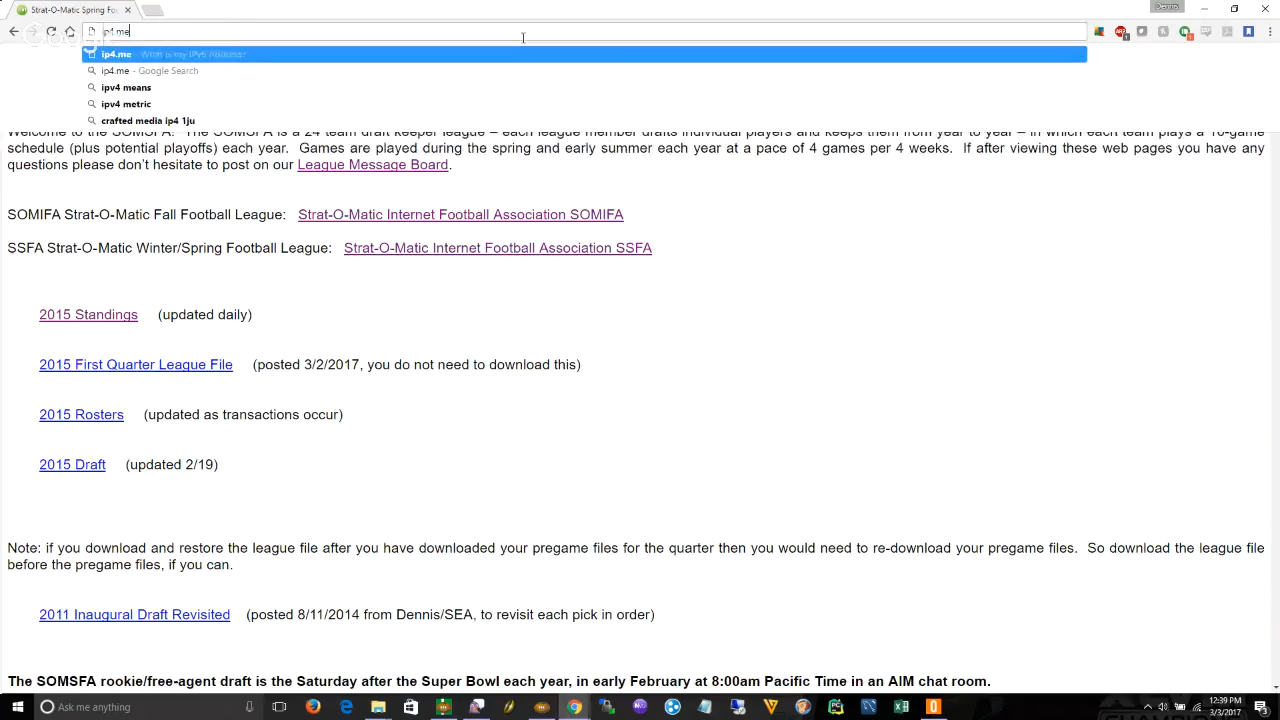 Strat-O-Matic Spring Fo
Dennis
ip4.me
ip4.me What is my IPv6 Address?
ip4.me - Google Search
ipv4 means
ipv4 metric
crafted media ip4 1ju
Welcome to the SOMSFA! The SOMSFA is a 24 team draft keeper league – each league member drafts individual players and keeps them from year to year – in which each team plays a 16-game
schedule (plus potential playoffs) each year. Games are played during the spring and early summer each year at a pace of 4 games per 4 weeks. If after viewing these web pages you have any
questions please don't hesitate to post on our League Message Board.
SOMIFA Strat-O-Matic Fall Football League: Strat-O-Matic Internet Football Association SOMIFA
SSFA Strat-O-Matic Winter/Spring Football League: Strat-O-Matic Internet Football Association SSFA
2015 Standings (updated daily)
2015 First Quarter League File (posted 3/2/2017, you do not need to download this)
2015 Rosters (updated as transactions occur)
2015 Draft (updated 2/19)
Note: if you download and restore the league file after you have downloaded your pregame files for the quarter then you would need to re-download your pregame files. So download the league file
before the pregame files, if you can.
2011 Inaugural Draft Revisited (posted 8/11/2014 from Dennis/SEA, to revisit each pick in order)
The SOMSFA rookie/free-agent draft is the Saturday after the Super Bowl each year, in early February at 8:00am Pacific Time in an AIM chat room.
Ask me anything
12:39 PM
3/3/2017